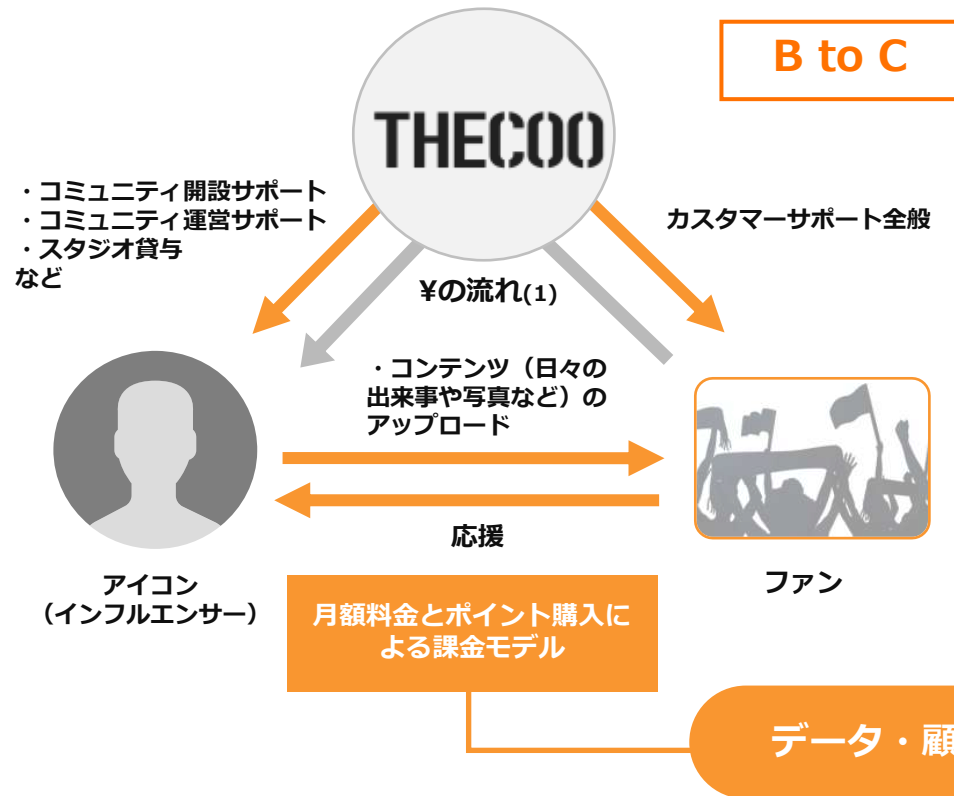 B to C
THECOO
・コミュニティ開設サポート
・コミュニティ運営サポート
・スタジオ貸与
など
カスタマーサポート全般
¥の流れ(1)
・コンテンツ（日々の
出来事や写真など）の
アップロード
応援
アイコン
（インフルエンサー）
ファン
月額料金とポイント購入に
よる課金モデル
データ・顧